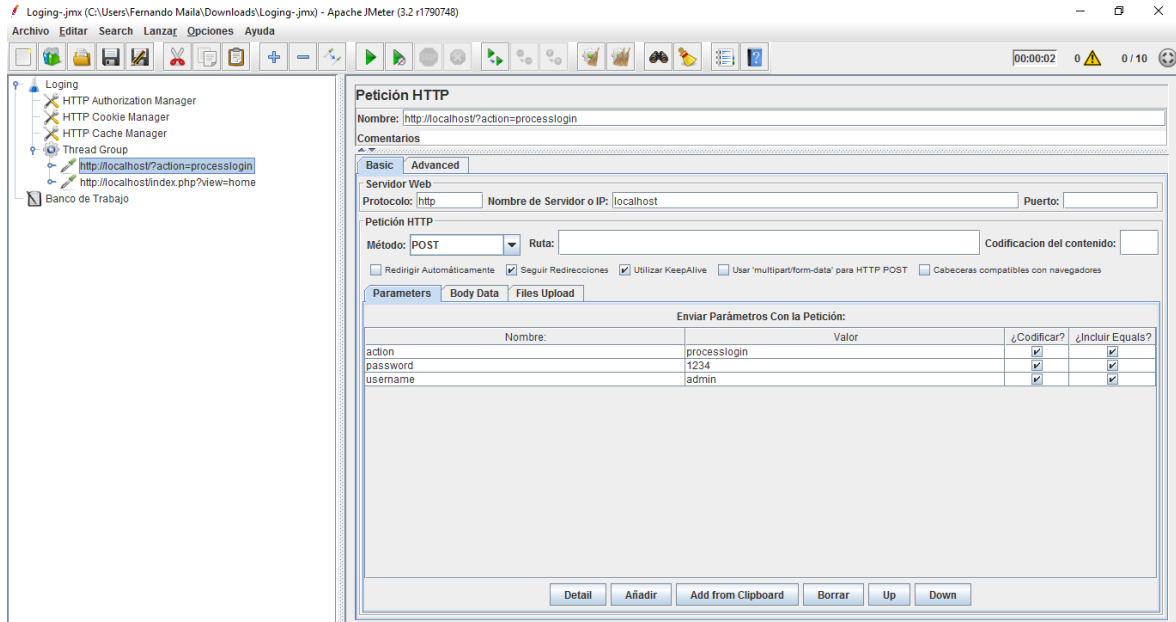 Loging-.jmx (C:\Users\Fernando Maila\Downloads\Loging-.jmx) - Apache JMeter (3.2 r1790748)
Archivo Editar Search Lanzar Opciones Ayuda
00:00:02 0 0 / 10
Loging
HTTP Authorization Manager
HTTP Cookie Manager
HTTP Cache Manager
Thread Group
http://localhost/?action=processlogin
http://localhost/index.php?view=home
Banco de Trabajo
Petición HTTP
Nombre: http://localhost/?action=processlogin
Comentarios
Basic Advanced
Servidor Web
Protocolo: http Nombre de Servidor o IP: localhost Puerto:
Petición HTTP
Método: POST Ruta: Codificacion del contenido:
Redirigir Automáticamente Seguir Redirecciones Utilizar KeepAlive Usar 'multipart/form-data' para HTTP POST Cabeceras compatibles con navegadores
Parameters Body Data Files Upload
Enviar Parámetros Con la Petición:
Nombre: Valor ¿Codificar? ¿Incluir Equals?
action processlogin
password 1234
username admin
Detail Añadir Add from Clipboard Borrar Up Down